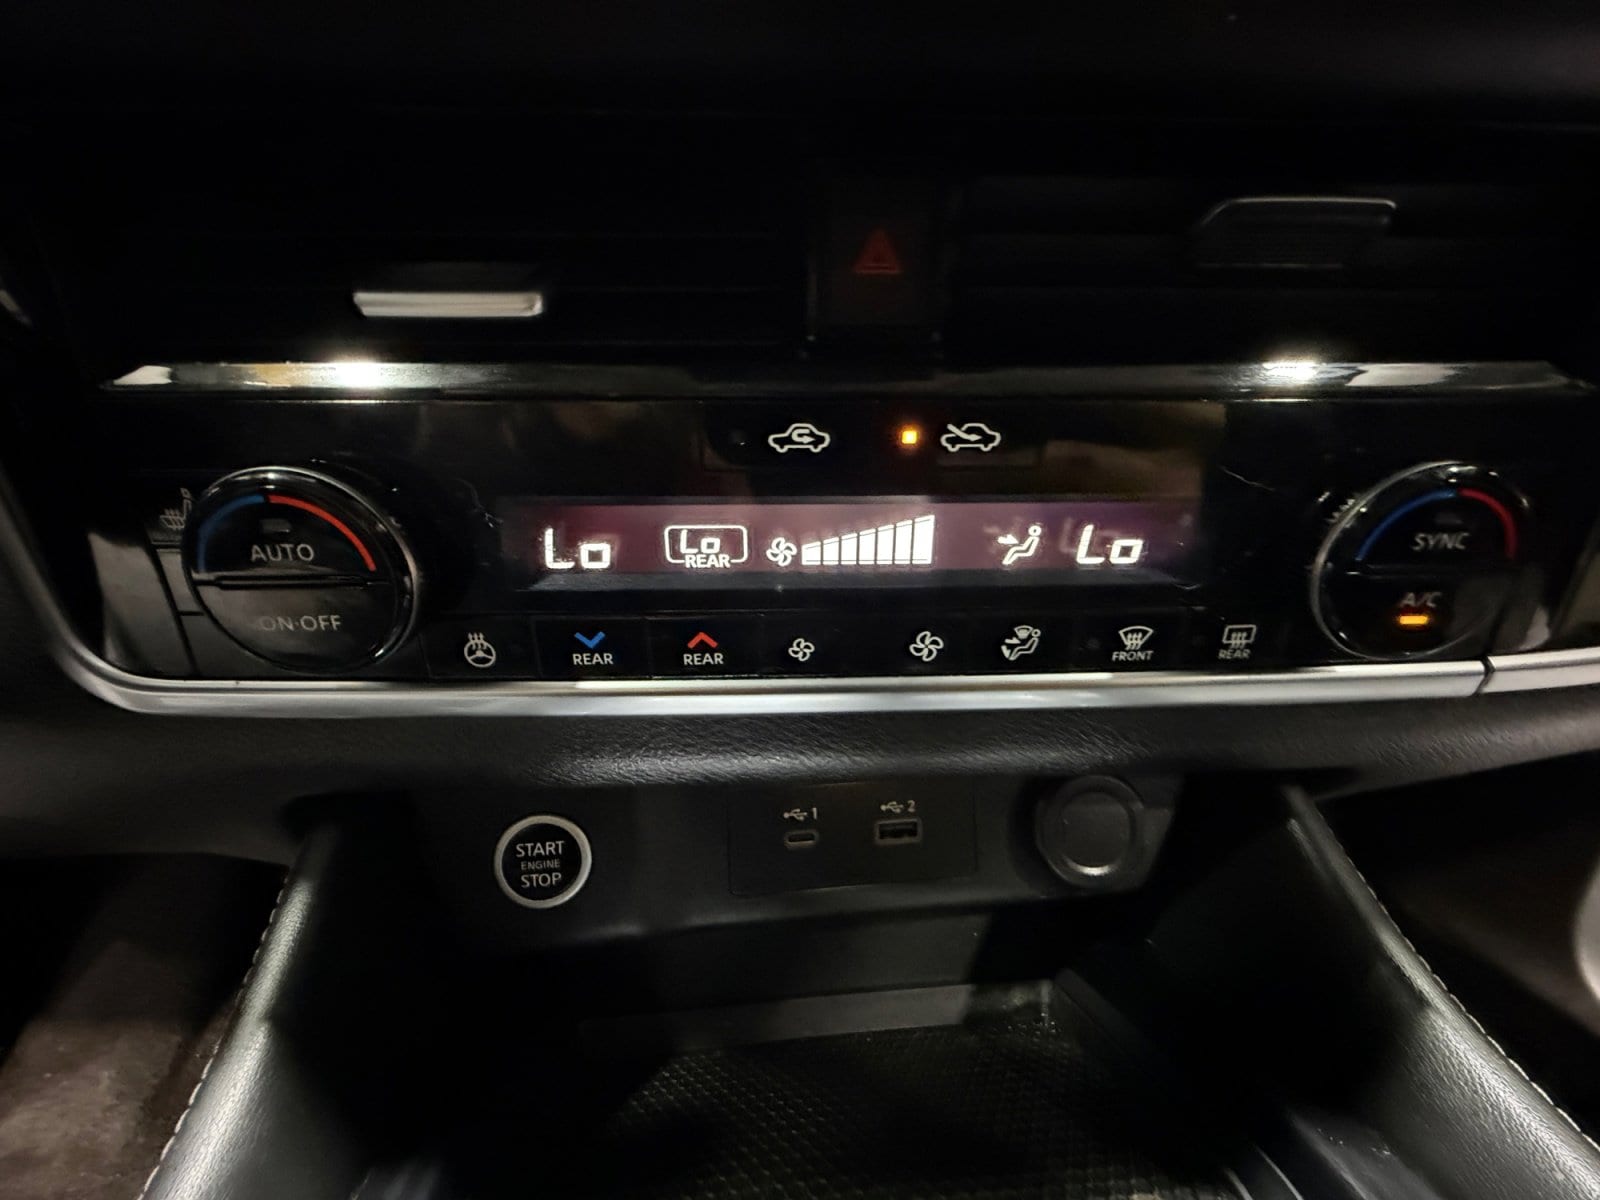 AUTO
ON·OFF
Lo
Lo
REAR
Lo
SYNC
A/C
REAR
REAR
FRONT
REAR
START
ENGINE
STOP
1
2